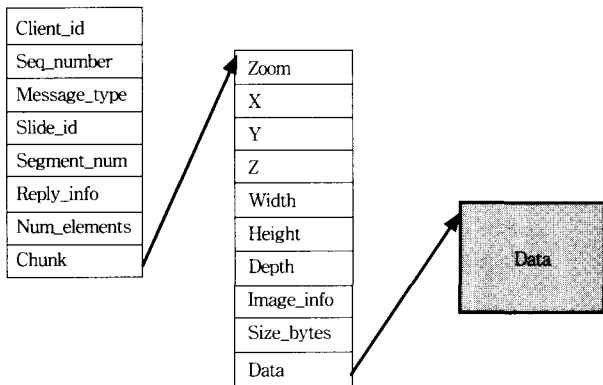 Client_id
Seq_number
Message_type
Slide_id
Segment_num
Reply_info
Num_elements
Chunk
Zoom
X
Y
Z
Width
Height
Depth
Image_info
Size_bytes
Data
Data